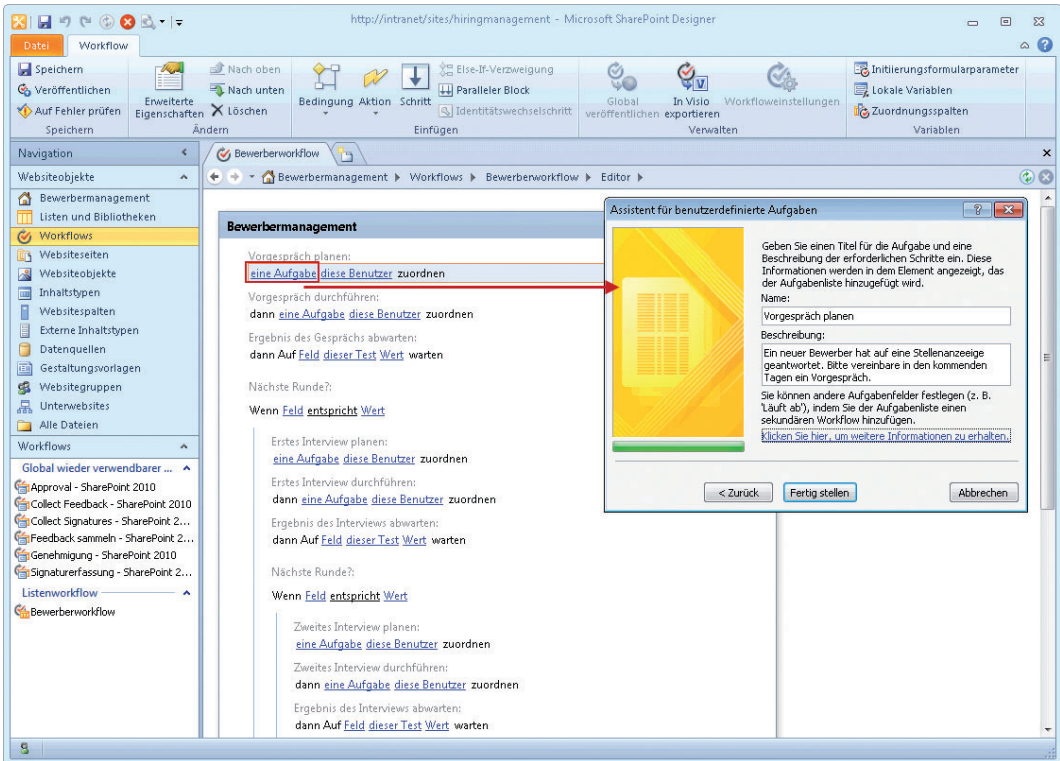 http://intranet/sites/hiringmanagement - Microsoft SharePoint Designer
Datei
Workflow
Speichern
Veröffentlichen
Auf Fehler prüfen
Speichern
Erweiterte
Eigenschaften
Nach oben
Nach unten
Löschen
Ändern
Bedingung
Aktion
Schritt
Else-If-Verzweigung
Paralleler Block
Identitätswechselschritt
Einfügen
Global
veröffentlichen
In Visio
exportieren
Workfloweinstellungen
Verwalten
Initiierungsformularparameter
Lokale Variablen
Zuordnungsspalten
Variablen
Navigation
Websiteobjekte
Bewerbermanagement
Listen und Bibliotheken
Workflows
Websiteseiten
Websiteobjekte
Inhaltstypen
Websitespalten
Externe Inhaltstypen
Datenquellen
Gestaltungsvorlagen
Websitegruppen
Unterwebsites
Alle Dateien
Workflows
Global wieder verwendbarer ...
Approval - SharePoint 2010
Collect Feedback - SharePoint 2010
Collect Signatures - SharePoint 2...
Feedback sammeln - SharePoint 2...
Genehmigung - SharePoint 2010
Signaturerfassung - SharePoint 2...
Listenworkflow
Bewerberworkflow
Bewerberworkflow
Bewerbermanagement Workflows Bewerberworkflow Editor
Bewerbermanagement
Vorgespräch planen:
eine Aufgabe diese Benutzer zuordnen
Vorgespräch durchführen:
dann eine Aufgabe diese Benutzer zuordnen
Ergebnis des Gesprächs abwarten:
dann Auf Feld dieser Test Wert warten
Nächste Runde?:
Wenn Feld entspricht Wert
Erstes Interview planen:
eine Aufgabe diese Benutzer zuordnen
Erstes Interview durchführen:
dann eine Aufgabe diese Benutzer zuordnen
Ergebnis des Interviews abwarten:
dann Auf Feld dieser Test Wert warten
Nächste Runde?:
Wenn Feld entspricht Wert
Zweites Interview planen:
eine Aufgabe diese Benutzer zuordnen
Zweites Interview durchführen:
dann eine Aufgabe diese Benutzer zuordnen
Ergebnis des Interviews abwarten:
dann Auf Feld dieser Test Wert warten
Assistent für benutzerdefinierte Aufgaben
Geben Sie einen Titel für die Aufgabe und eine
Beschreibung der erforderlichen Schritte ein. Diese
Informationen werden in dem Element angezeigt, das
der Aufgabenliste hinzugefügt wird.
Name:
Vorgespräch planen
Beschreibung:
Ein neuer Bewerber hat auf eine Stellenanzeeige
geantwortet. Bitte vereinbare in den kommenden
Tagen ein Vorgespräch.
Sie können andere Aufgabenfelder festlegen (z. B.
'Läuft ab'), indem Sie der Aufgabenliste einen
sekundären Workflow hinzufügen.
Klicken Sie hier, um weitere Informationen zu erhalten.
< Zurück
Fertig stellen
Abbrechen